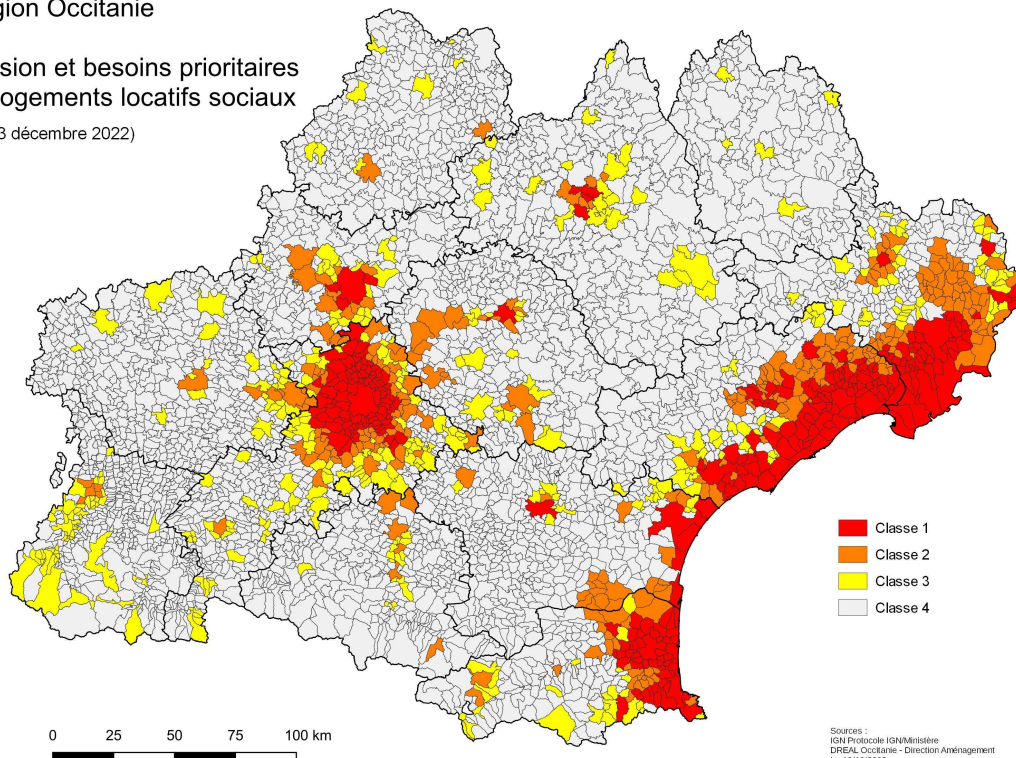 gion Occitanie
sion et besoins prioritaires
ogements locatifs sociaux
3 décembre 2022)
Classe 1
Classe 2
Classe 3
Classe 4
0 25 50 75 100 km
Sources :
IGN Protocole IGN/Ministère
DREAL Occitanie - Direction Aménagement